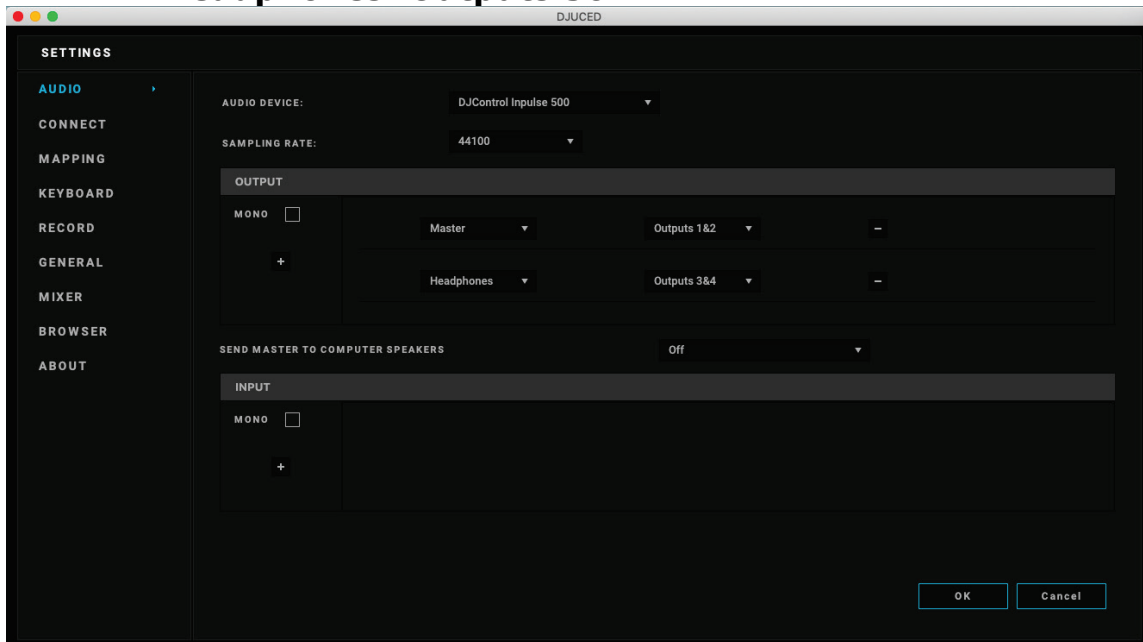 DJUCED
SETTINGS
AUDIO
CONNECT
MAPPING
KEYBOARD
RECORD
GENERAL
MIXER
BROWSER
ABOUT
AUDIO DEVICE: DJControl Inpulse 500
SAMPLING RATE: 44100
OUTPUT
MONO
+
Master Outputs 1&2 −
Headphones Outputs 3&4 −
SEND MASTER TO COMPUTER SPEAKERS Off
INPUT
MONO
+
OK Cancel